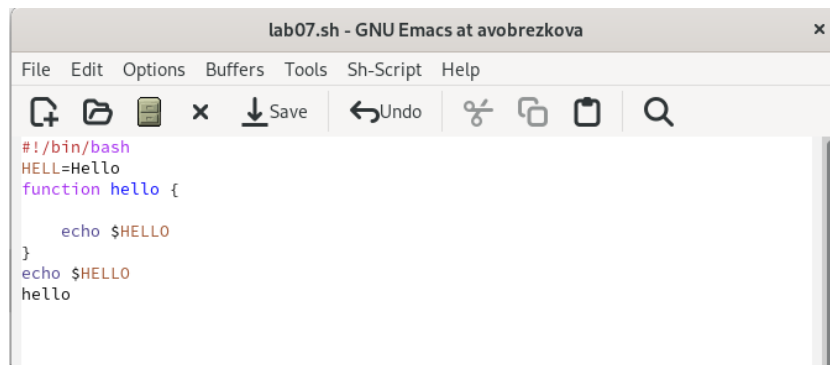 lab07.sh - GNU Emacs at avobrezkova
File Edit Options Buffers Tools Sh-Script Help
Save Undo
#!/bin/bash
HELL=Hello
function hello {
    echo $HELLO
}
echo $HELLO
hello